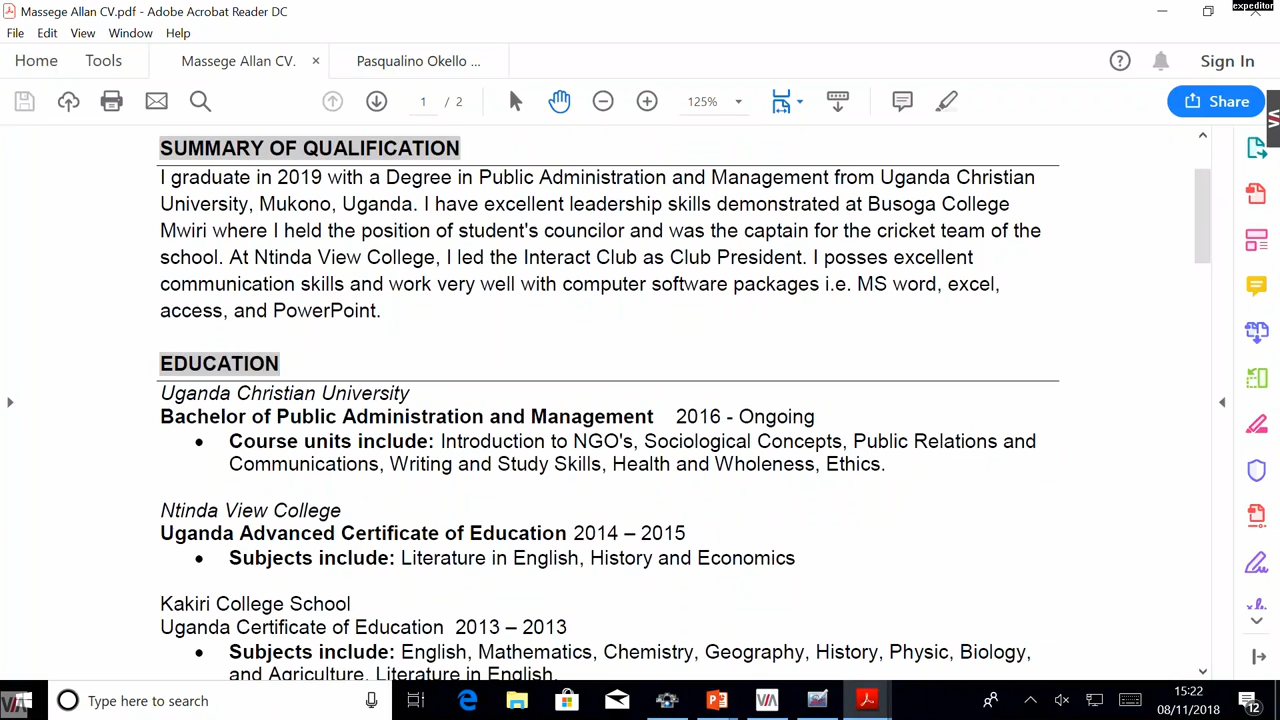 Massege Allan CV.pdf - Adobe Acrobat Reader DC
expeditor
File Edit View Window Help
Home Tools Massege Allan CV. × Pasqualino Okello ... ? Sign In
1 / 2 125% Share
SUMMARY OF QUALIFICATION
I graduate in 2019 with a Degree in Public Administration and Management from Uganda Christian
University, Mukono, Uganda. I have excellent leadership skills demonstrated at Busoga College
Mwiri where I held the position of student's councilor and was the captain for the cricket team of the
school. At Ntinda View College, I led the Interact Club as Club President. I posses excellent
communication skills and work very well with computer software packages i.e. MS word, excel,
access, and PowerPoint.
EDUCATION
Uganda Christian University
Bachelor of Public Administration and Management 2016 - Ongoing
• Course units include: Introduction to NGO's, Sociological Concepts, Public Relations and
Communications, Writing and Study Skills, Health and Wholeness, Ethics.
Ntinda View College
Uganda Advanced Certificate of Education 2014 – 2015
• Subjects include: Literature in English, History and Economics
Kakiri College School
Uganda Certificate of Education 2013 – 2013
• Subjects include: English, Mathematics, Chemistry, Geography, History, Physic, Biology,
and Agriculture, Literature in English.
Type here to search
15:22
08/11/2018
12